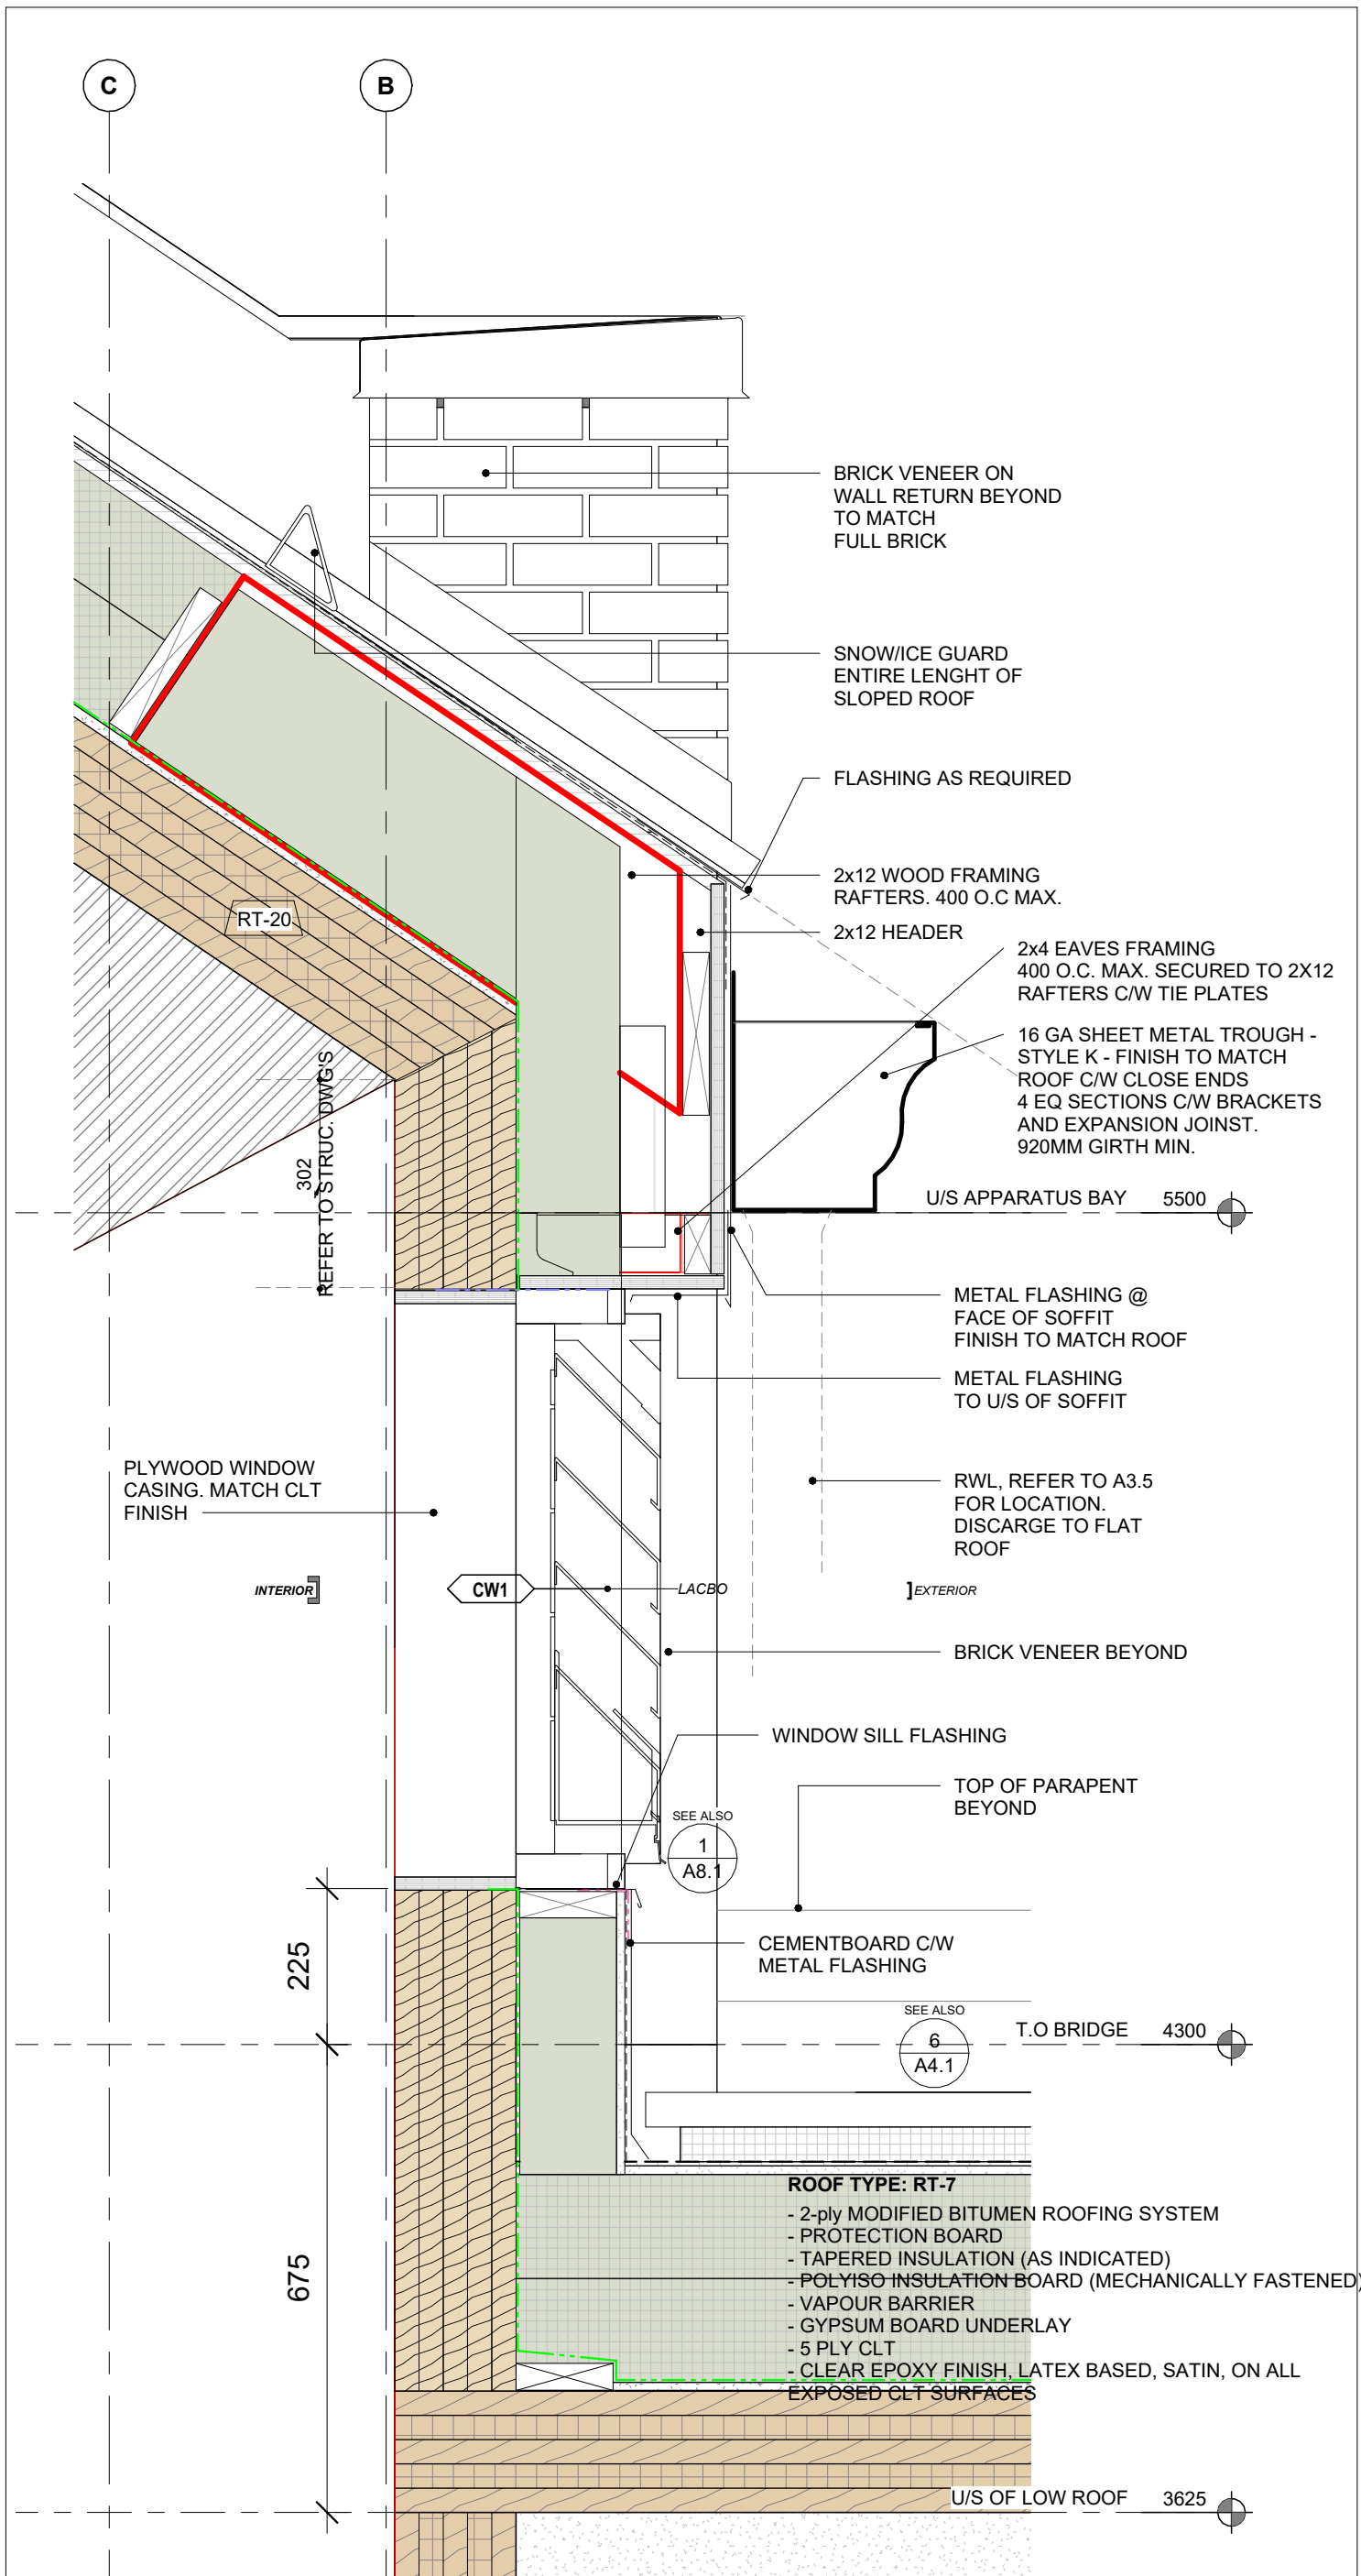 C
B
BRICK VENEER ON
WALL RETURN BEYOND
TO MATCH
FULL BRICK
SNOW/ICE GUARD
ENTIRE LENGHT OF
SLOPED ROOF
FLASHING AS REQUIRED
2x12 WOOD FRAMING
RAFTERS. 400 O.C MAX.
2x12 HEADER
RT-20
2x4 EAVES FRAMING
400 O.C. MAX. SECURED TO 2X12
RAFTERS C/W TIE PLATES
16 GA SHEET METAL TROUGH -
STYLE K - FINISH TO MATCH
ROOF C/W CLOSE ENDS
4 EQ SECTIONS C/W BRACKETS
AND EXPANSION JOINST.
920MM GIRTH MIN.
302
REFER TO STRUC. DWG'S
U/S APPARATUS BAY 5500
METAL FLASHING @
FACE OF SOFFIT
FINISH TO MATCH ROOF
METAL FLASHING
TO U/S OF SOFFIT
PLYWOOD WINDOW
CASING. MATCH CLT
FINISH
RWL, REFER TO A3.5
FOR LOCATION.
DISCARGE TO FLAT
ROOF
INTERIOR
CW1
LACBO
EXTERIOR
BRICK VENEER BEYOND
WINDOW SILL FLASHING
TOP OF PARAPENT
BEYOND
SEE ALSO
1
A8.1
225
CEMENTBOARD C/W
METAL FLASHING
SEE ALSO
6
A4.1
T.O BRIDGE 4300
675
ROOF TYPE: RT-7
- 2-ply MODIFIED BITUMEN ROOFING SYSTEM
- PROTECTION BOARD
- TAPERED INSULATION (AS INDICATED)
- POLYISO INSULATION BOARD (MECHANICALLY FASTENED)
- VAPOUR BARRIER
- GYPSUM BOARD UNDERLAY
- 5 PLY CLT
- CLEAR EPOXY FINISH, LATEX BASED, SATIN, ON ALL
EXPOSED CLT SURFACES
U/S OF LOW ROOF 3625